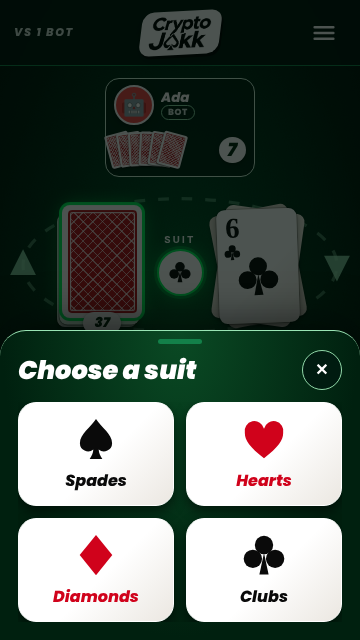 VS 1 BOT
Crypto
Jokk
Ada
BOT
7
SUIT
6
37
Choose a suit
Spades
Hearts
Diamonds
Clubs